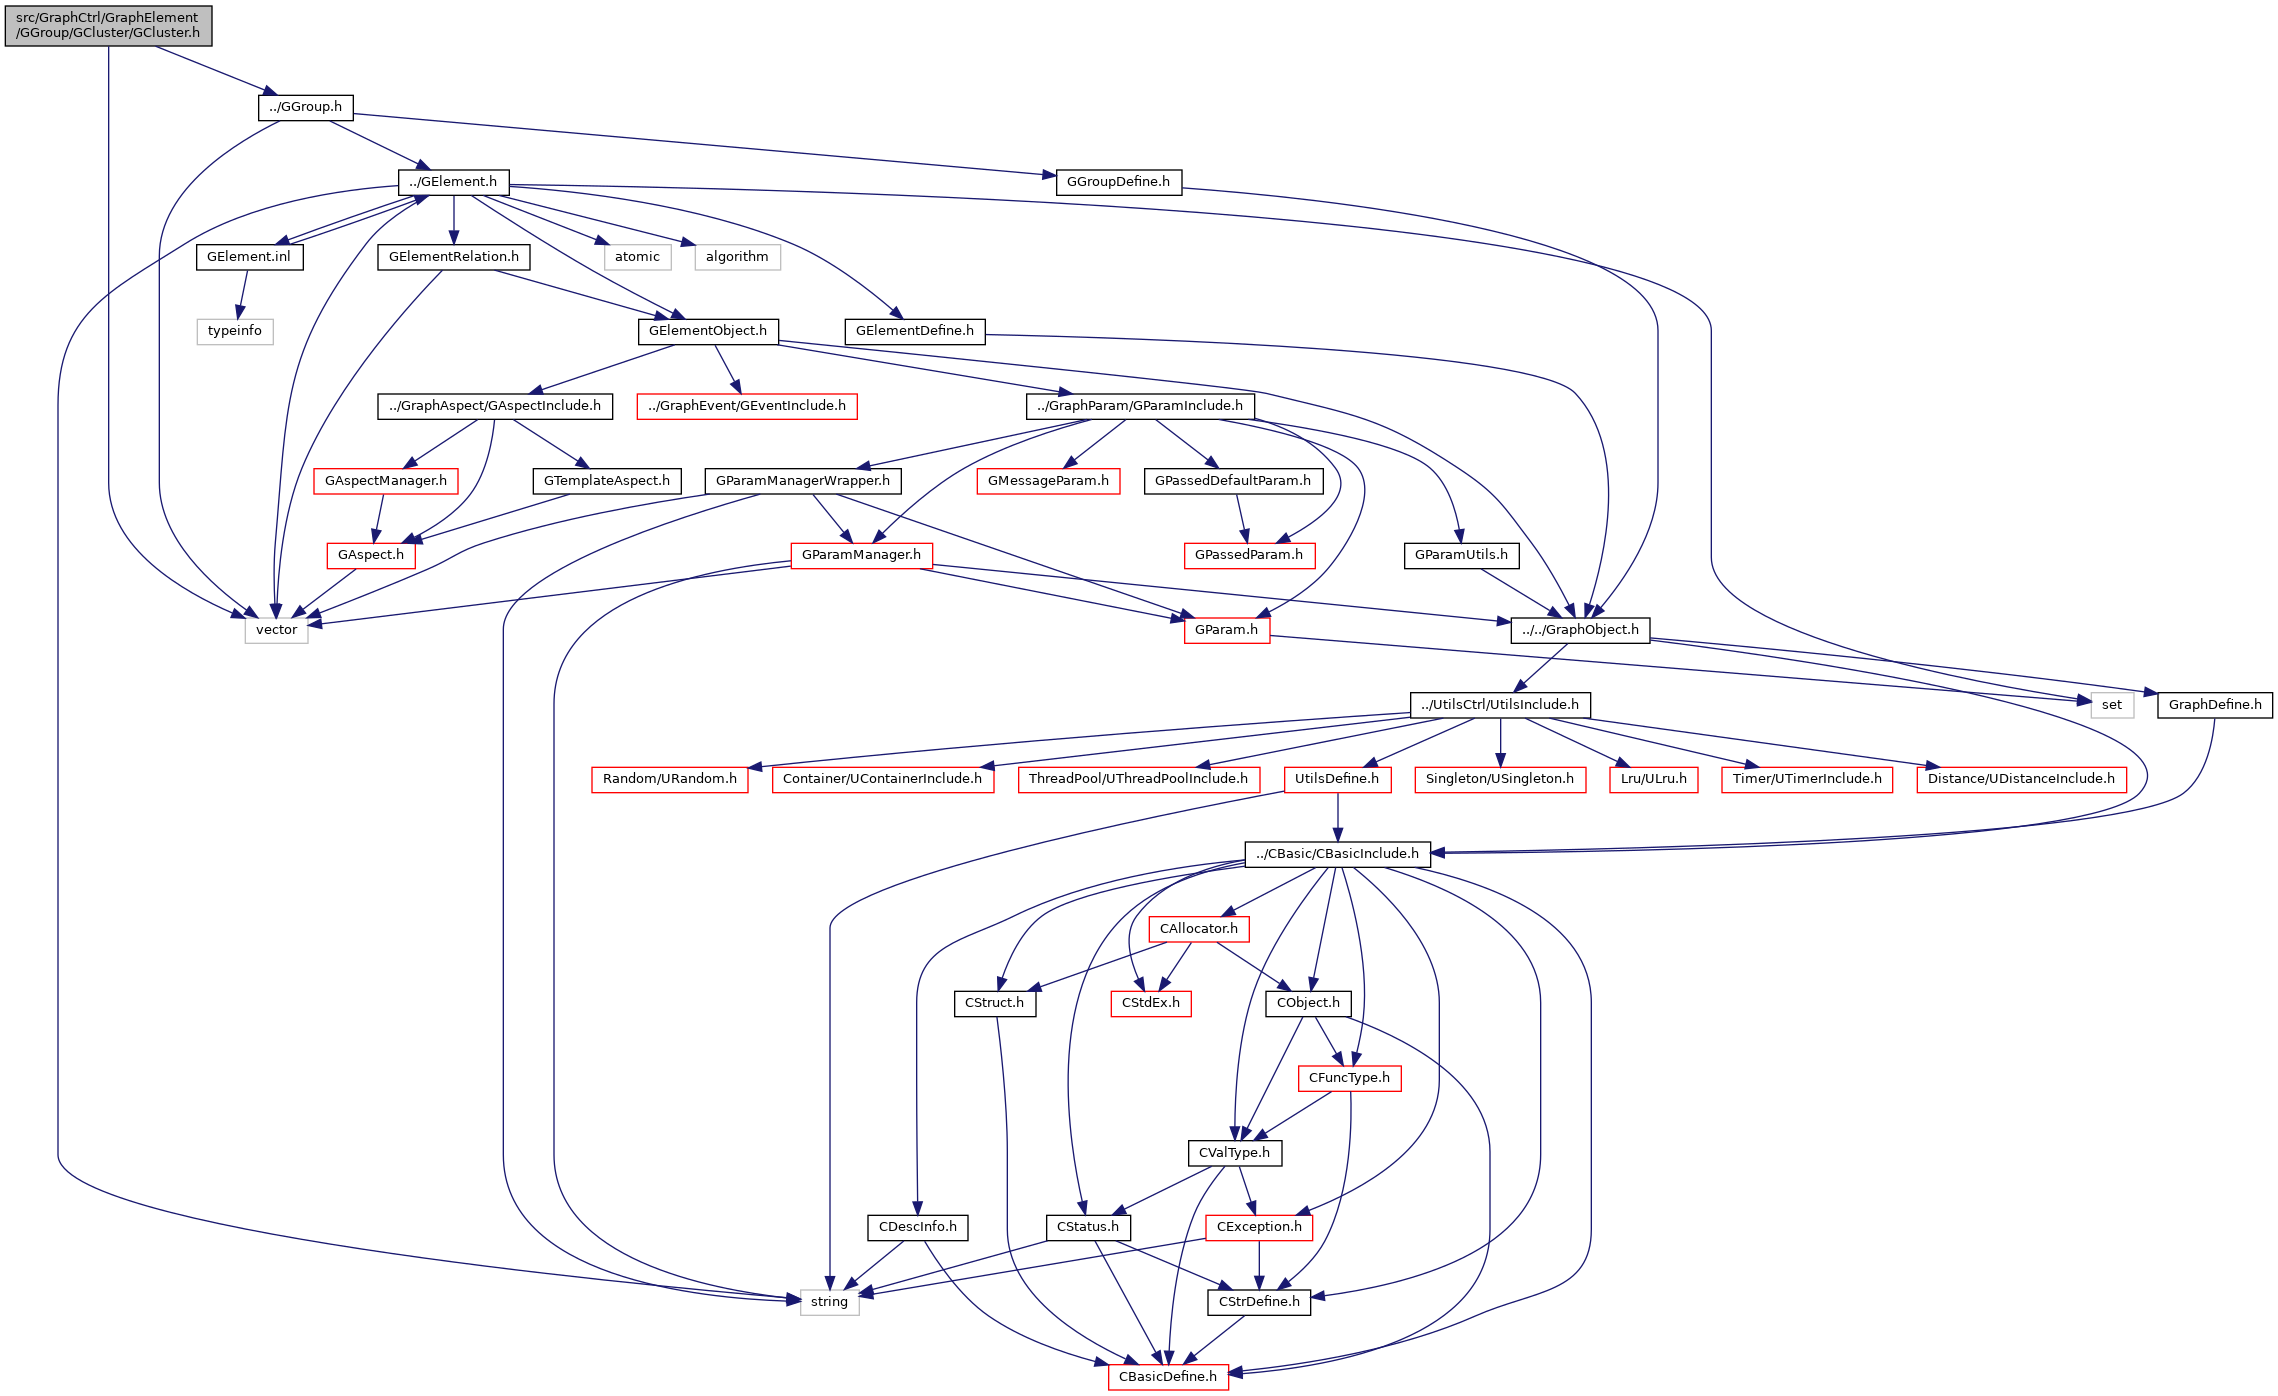 src/GraphCtrl/GraphElement
/GGroup/GCluster/GCluster.h
../GGroup.h
../GElement.h
GGroupDefine.h
GElement.inl
GElementRelation.h
atomic
algorithm
typeinfo
GElementObject.h
GElementDefine.h
../GraphAspect/GAspectInclude.h
../GraphEvent/GEventInclude.h
../GraphParam/GParamInclude.h
GAspectManager.h
GTemplateAspect.h
GParamManagerWrapper.h
GMessageParam.h
GPassedDefaultParam.h
GAspect.h
GParamManager.h
GPassedParam.h
GParamUtils.h
vector
GParam.h
../../GraphObject.h
../UtilsCtrl/UtilsInclude.h
set
GraphDefine.h
Random/URandom.h
Container/UContainerInclude.h
ThreadPool/UThreadPoolInclude.h
UtilsDefine.h
Singleton/USingleton.h
Lru/ULru.h
Timer/UTimerInclude.h
Distance/UDistanceInclude.h
../CBasic/CBasicInclude.h
CAllocator.h
CStruct.h
CStdEx.h
CObject.h
CFuncType.h
CValType.h
CDescInfo.h
CStatus.h
CException.h
string
CStrDefine.h
CBasicDefine.h